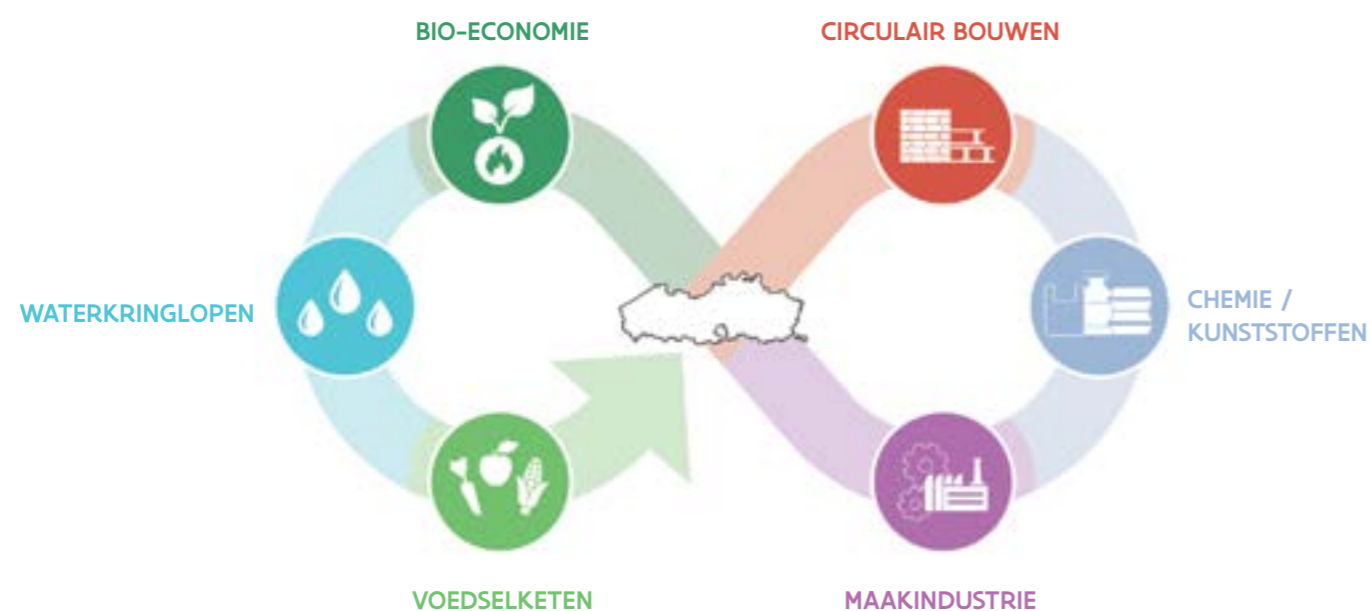 BIO-ECONOMIE
CIRCULAIR BOUWEN
WATERKRINGLOPEN
CHEMIE /
KUNSTSTOFFEN
VOEDSELKETEN
MAAKINDUSTRIE